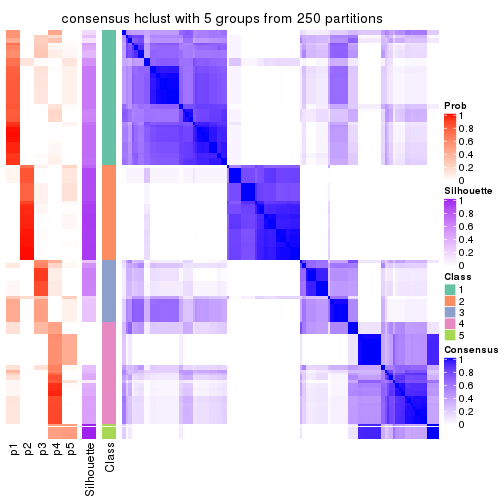 consensus hclust with 5 groups from 250 partitions
Prob
1
0.8
0.6
0.4
0.2
0
Silhouette
1
0.8
0.6
0.4
0.2
0
Class
1
2
3
4
5
Consensus
1
0.8
0.6
0.4
0.2
0
p1
p2
p3
p4
p5
Silhouette
Class